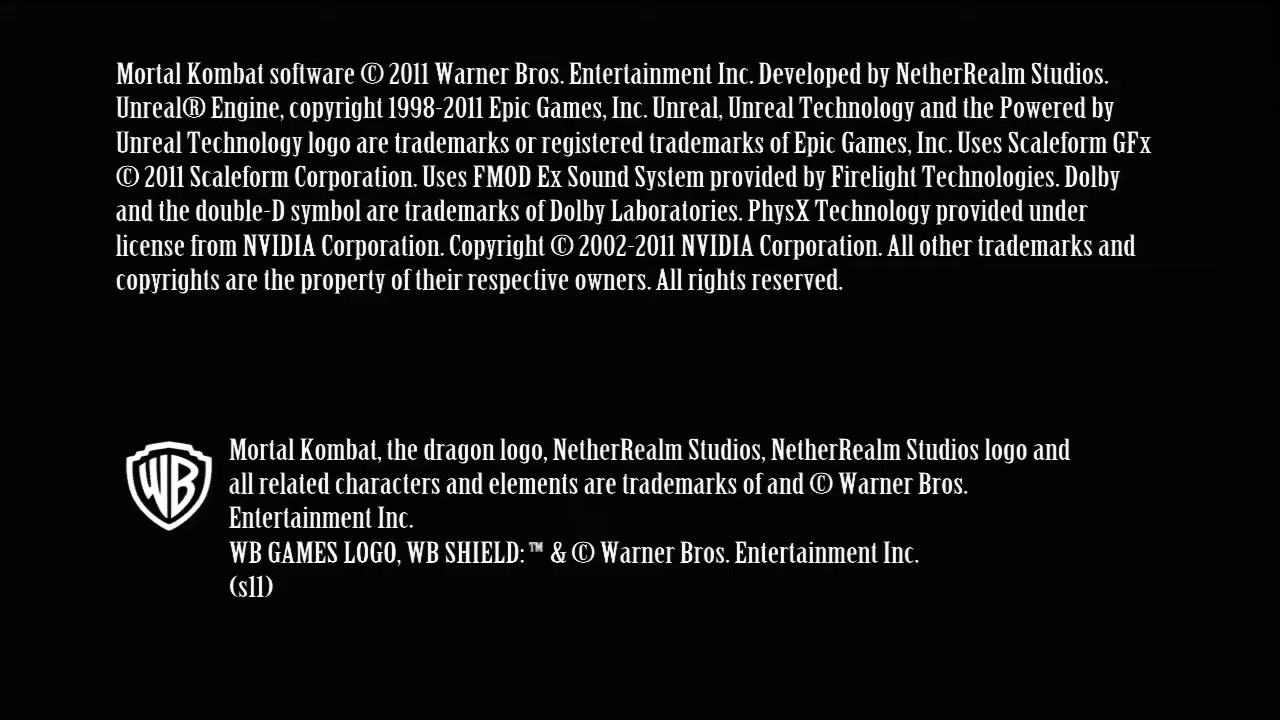 Mortal Kombat software © 2011 Warner Bros. Entertainment Inc. Developed by NetherRealm Studios.
Unreal® Engine, copyright 1998-2011 Epic Games, Inc. Unreal, Unreal Technology and the Powered by
Unreal Technology logo are trademarks or registered trademarks of Epic Games, Inc. Uses Scaleform GFx
© 2011 Scaleform Corporation. Uses FMOD Ex Sound System provided by Firelight Technologies. Dolby
and the double-D symbol are trademarks of Dolby Laboratories. PhysX Technology provided under
license from NVIDIA Corporation. Copyright © 2002-2011 NVIDIA Corporation. All other trademarks and
copyrights are the property of their respective owners. All rights reserved.
WB
Mortal Kombat, the dragon logo, NetherRealm Studios, NetherRealm Studios logo and
all related characters and elements are trademarks of and © Warner Bros.
Entertainment Inc.
WB GAMES LOGO, WB SHIELD: ™ & © Warner Bros. Entertainment Inc.
(s11)